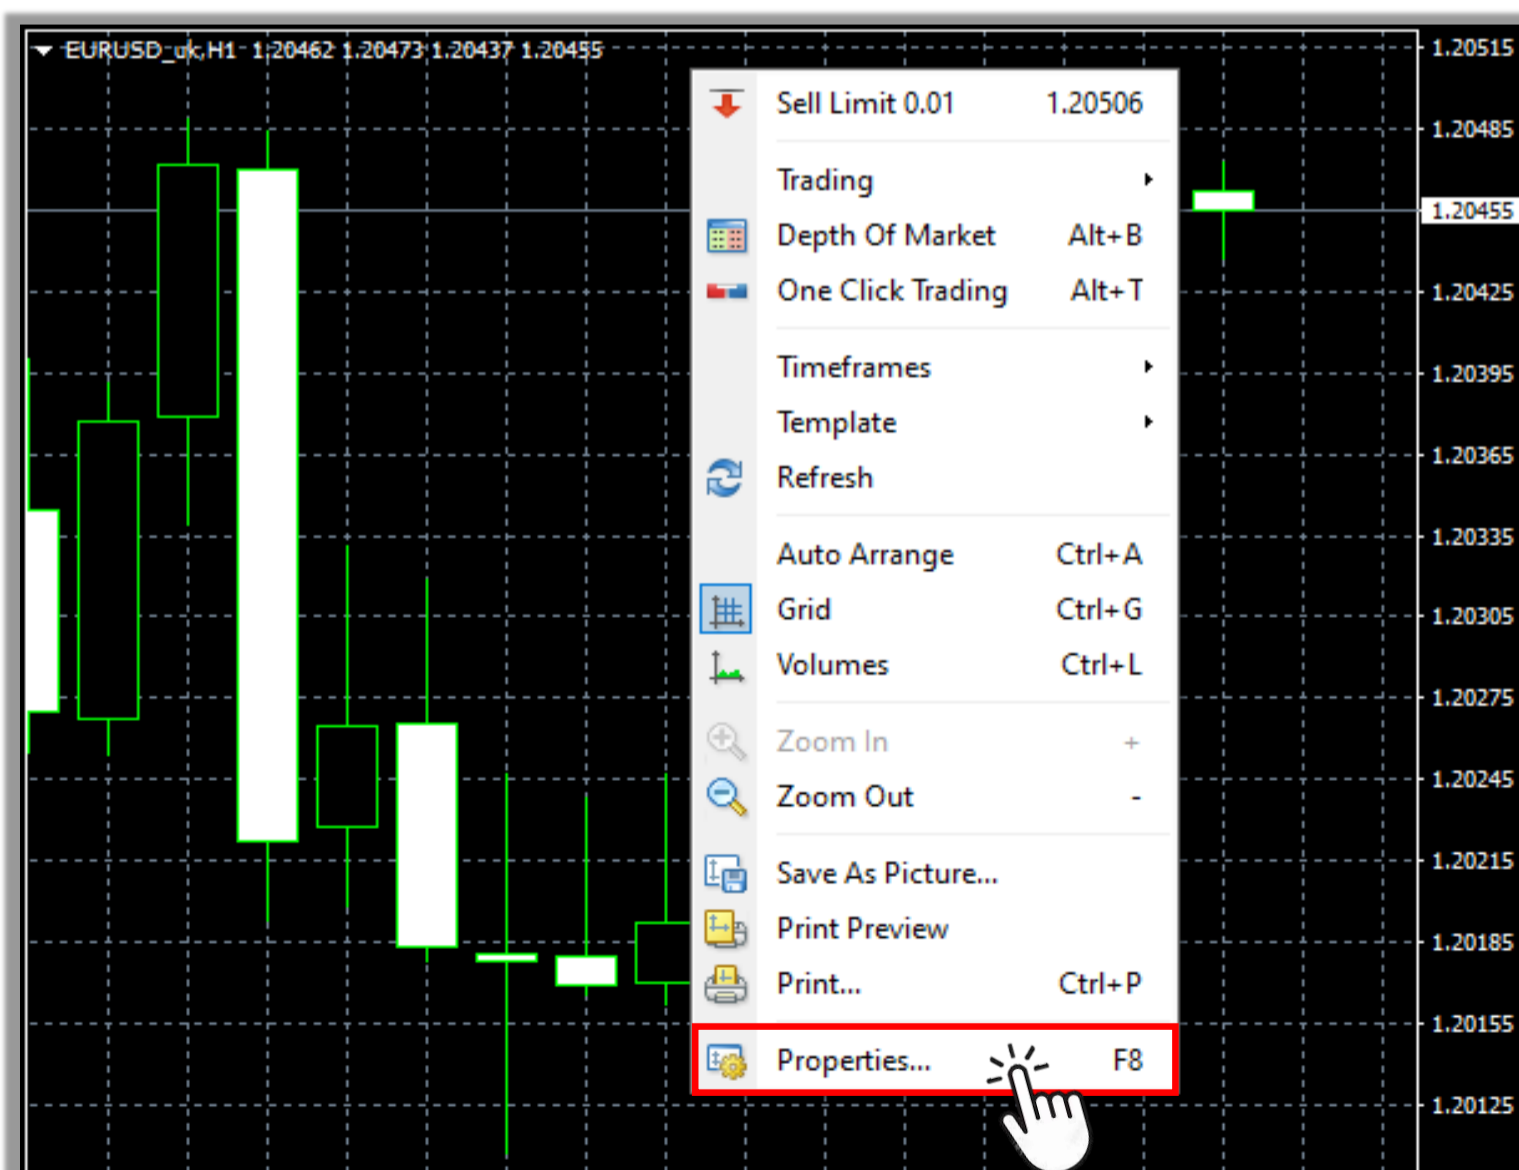 EURUSD_uk,H1 1.20462 1.20473 1.20437 1.20455
1.20515
Sell Limit 0.01 1.20506
1.20485
Trading
1.20455
Depth Of Market Alt+B
One Click Trading Alt+T
1.20425
Timeframes
1.20395
Template
1.20365
Refresh
1.20335
Auto Arrange Ctrl+A
Grid Ctrl+G
1.20305
Volumes Ctrl+L
1.20275
Zoom In +
1.20245
Zoom Out -
1.20215
Save As Picture...
Print Preview
1.20185
Print... Ctrl+P
1.20155
Properties... F8
1.20125